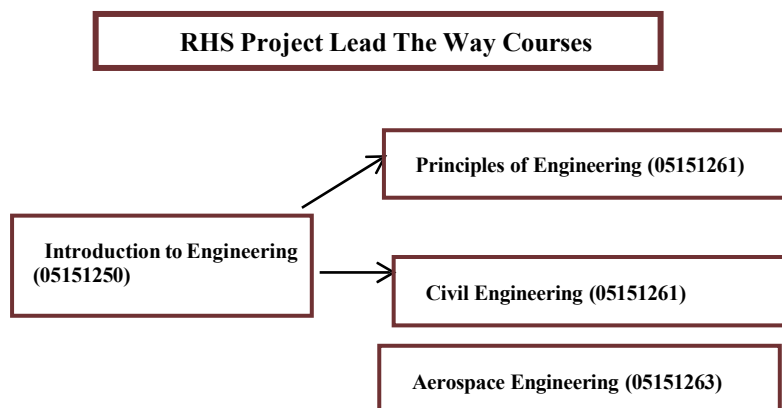 RHS Project Lead The Way Courses
Principles of Engineering (05151261)
Introduction to Engineering
(05151250)
Civil Engineering (05151261)
Aerospace Engineering (05151263)